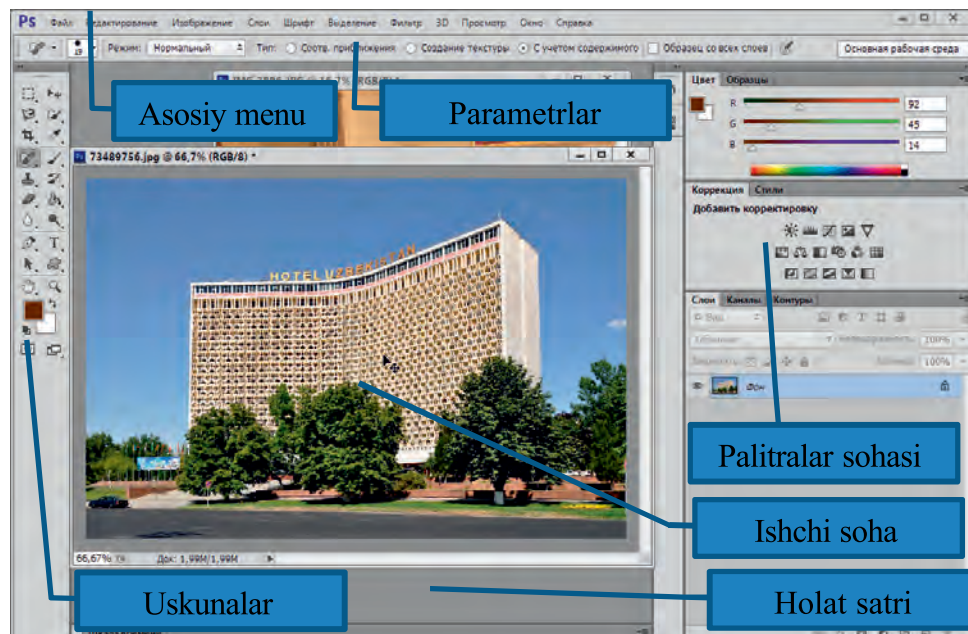 Ps Файл Редактирование Изображение Слои Шрифт Выделение Фильтр 3D Просмотр Окно Справка
19 Режим: Нормальный Тип: Соотв. приближения Создание текстуры С учетом содержимого Образец со всех слоев Основная рабочая среда
Asosiy menu
Parametrlar
73489756.jpg @ 66,7% (RGB/8) *
HOTEL UZBEKISTAN
66,67% Док: 1,99M/1,99M
Цвет Образцы
R 92
G 45
B 14
Коррекция Стили
Добавить корректировку
Слои Каналы Контуры
100%
100%
Фон
Palitralar sohasi
Ishchi soha
Uskunalar
Holat satri